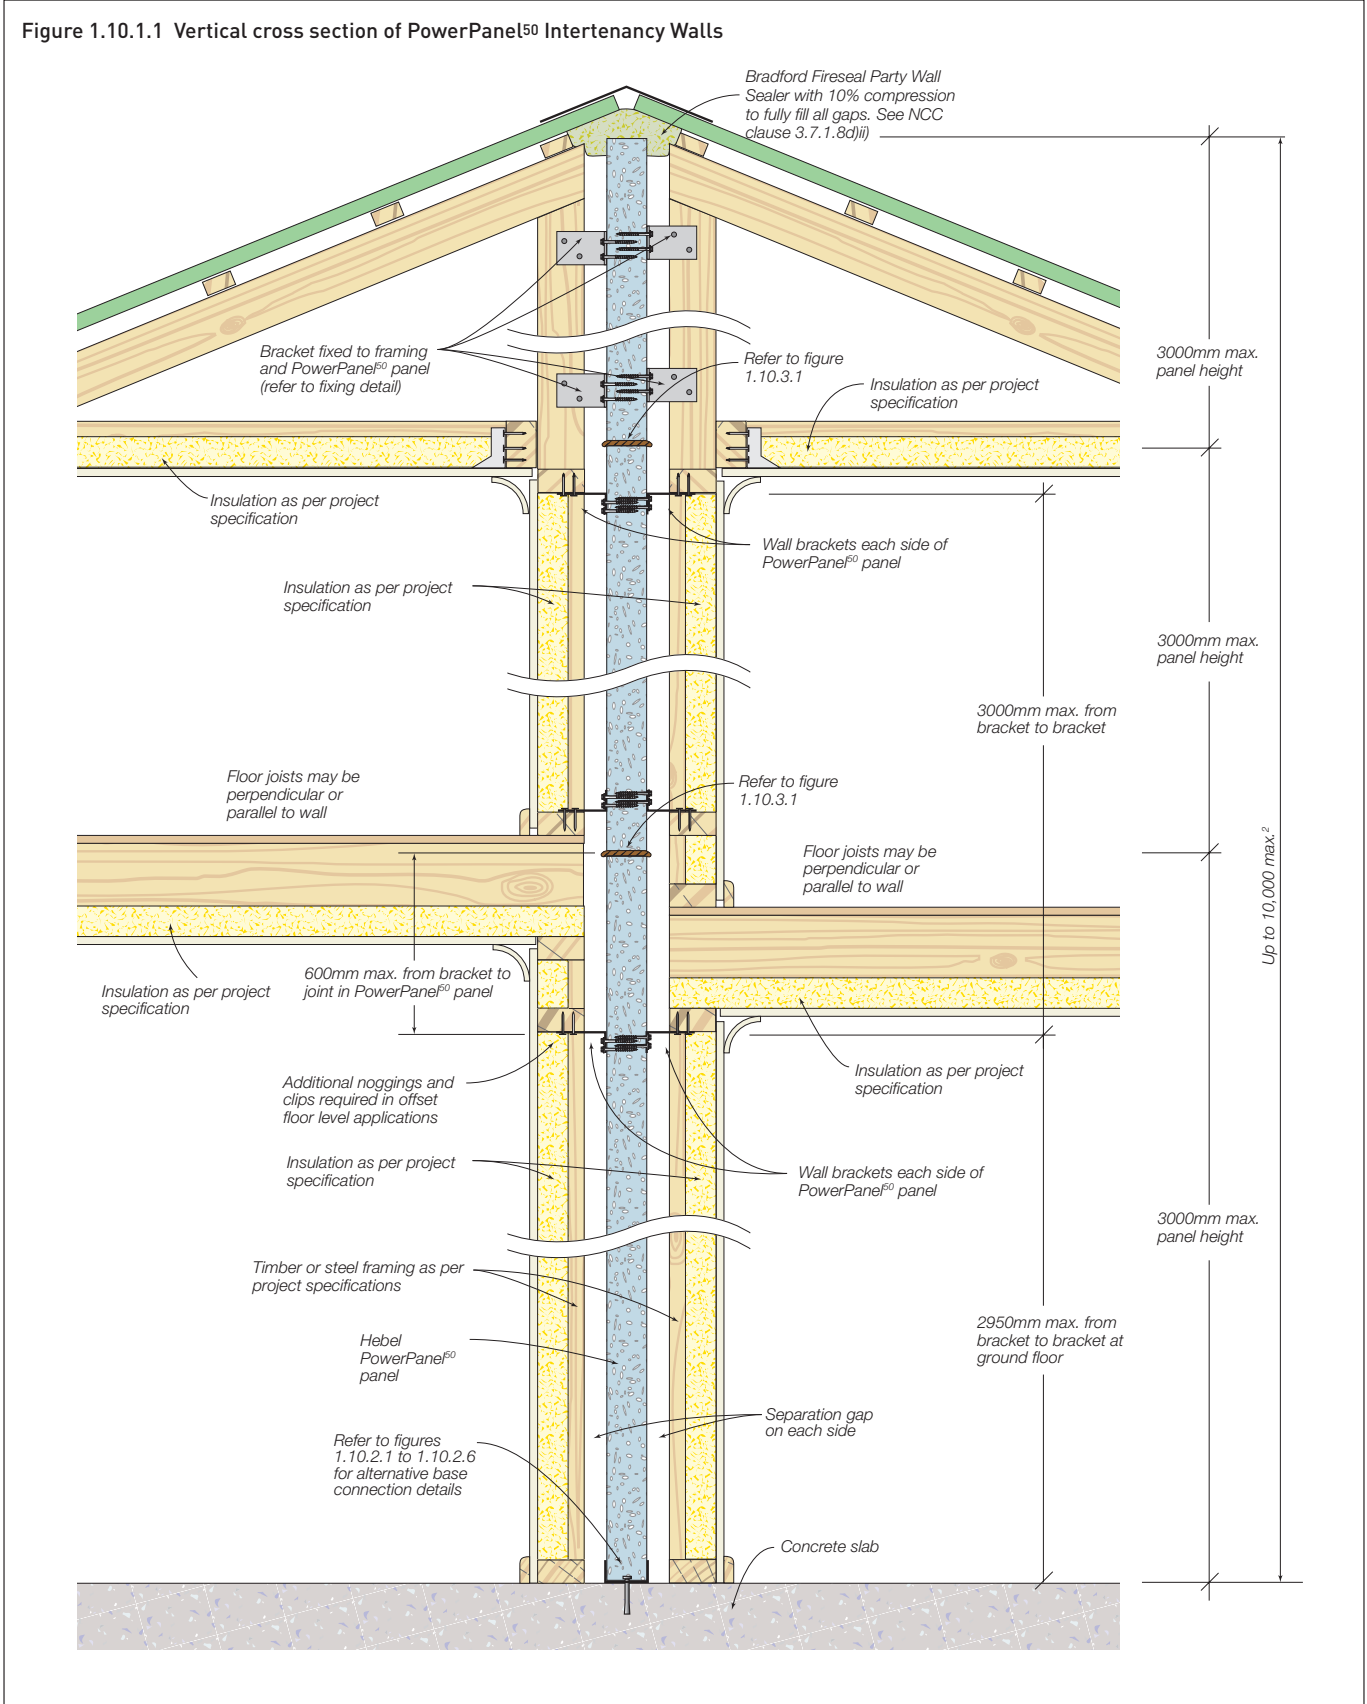 Figure 1.10.1.1 Vertical cross section of PowerPanel50 Intertenancy Walls
Bradford Fireseal Party Wall
Sealer with 10% compression
to fully fill all gaps. See NCC
clause 3.7.1.8d)ii)
Bracket fixed to framing
and PowerPanel50 panel
(refer to fixing detail)
Refer to figure
1.10.3.1
3000mm max.
panel height
Insulation as per project
specification
Insulation as per project
specification
Wall brackets each side of
PowerPanel50 panel
Insulation as per project
specification
3000mm max.
panel height
3000mm max. from
bracket to bracket
Floor joists may be
perpendicular or
parallel to wall
Refer to figure
1.10.3.1
Floor joists may be
perpendicular or
parallel to wall
Up to 10,000 max.2
600mm max. from bracket to
joint in PowerPanel50 panel
Insulation as per project
specification
Insulation as per project
specification
Additional noggings and
clips required in offset
floor level applications
Insulation as per project
specification
Wall brackets each side of
PowerPanel50 panel
3000mm max.
panel height
Timber or steel framing as per
project specifications
2950mm max. from
bracket to bracket at
ground floor
Hebel
PowerPanel50
panel
Separation gap
on each side
Refer to figures
1.10.2.1 to 1.10.2.6
for alternative base
connection details
Concrete slab